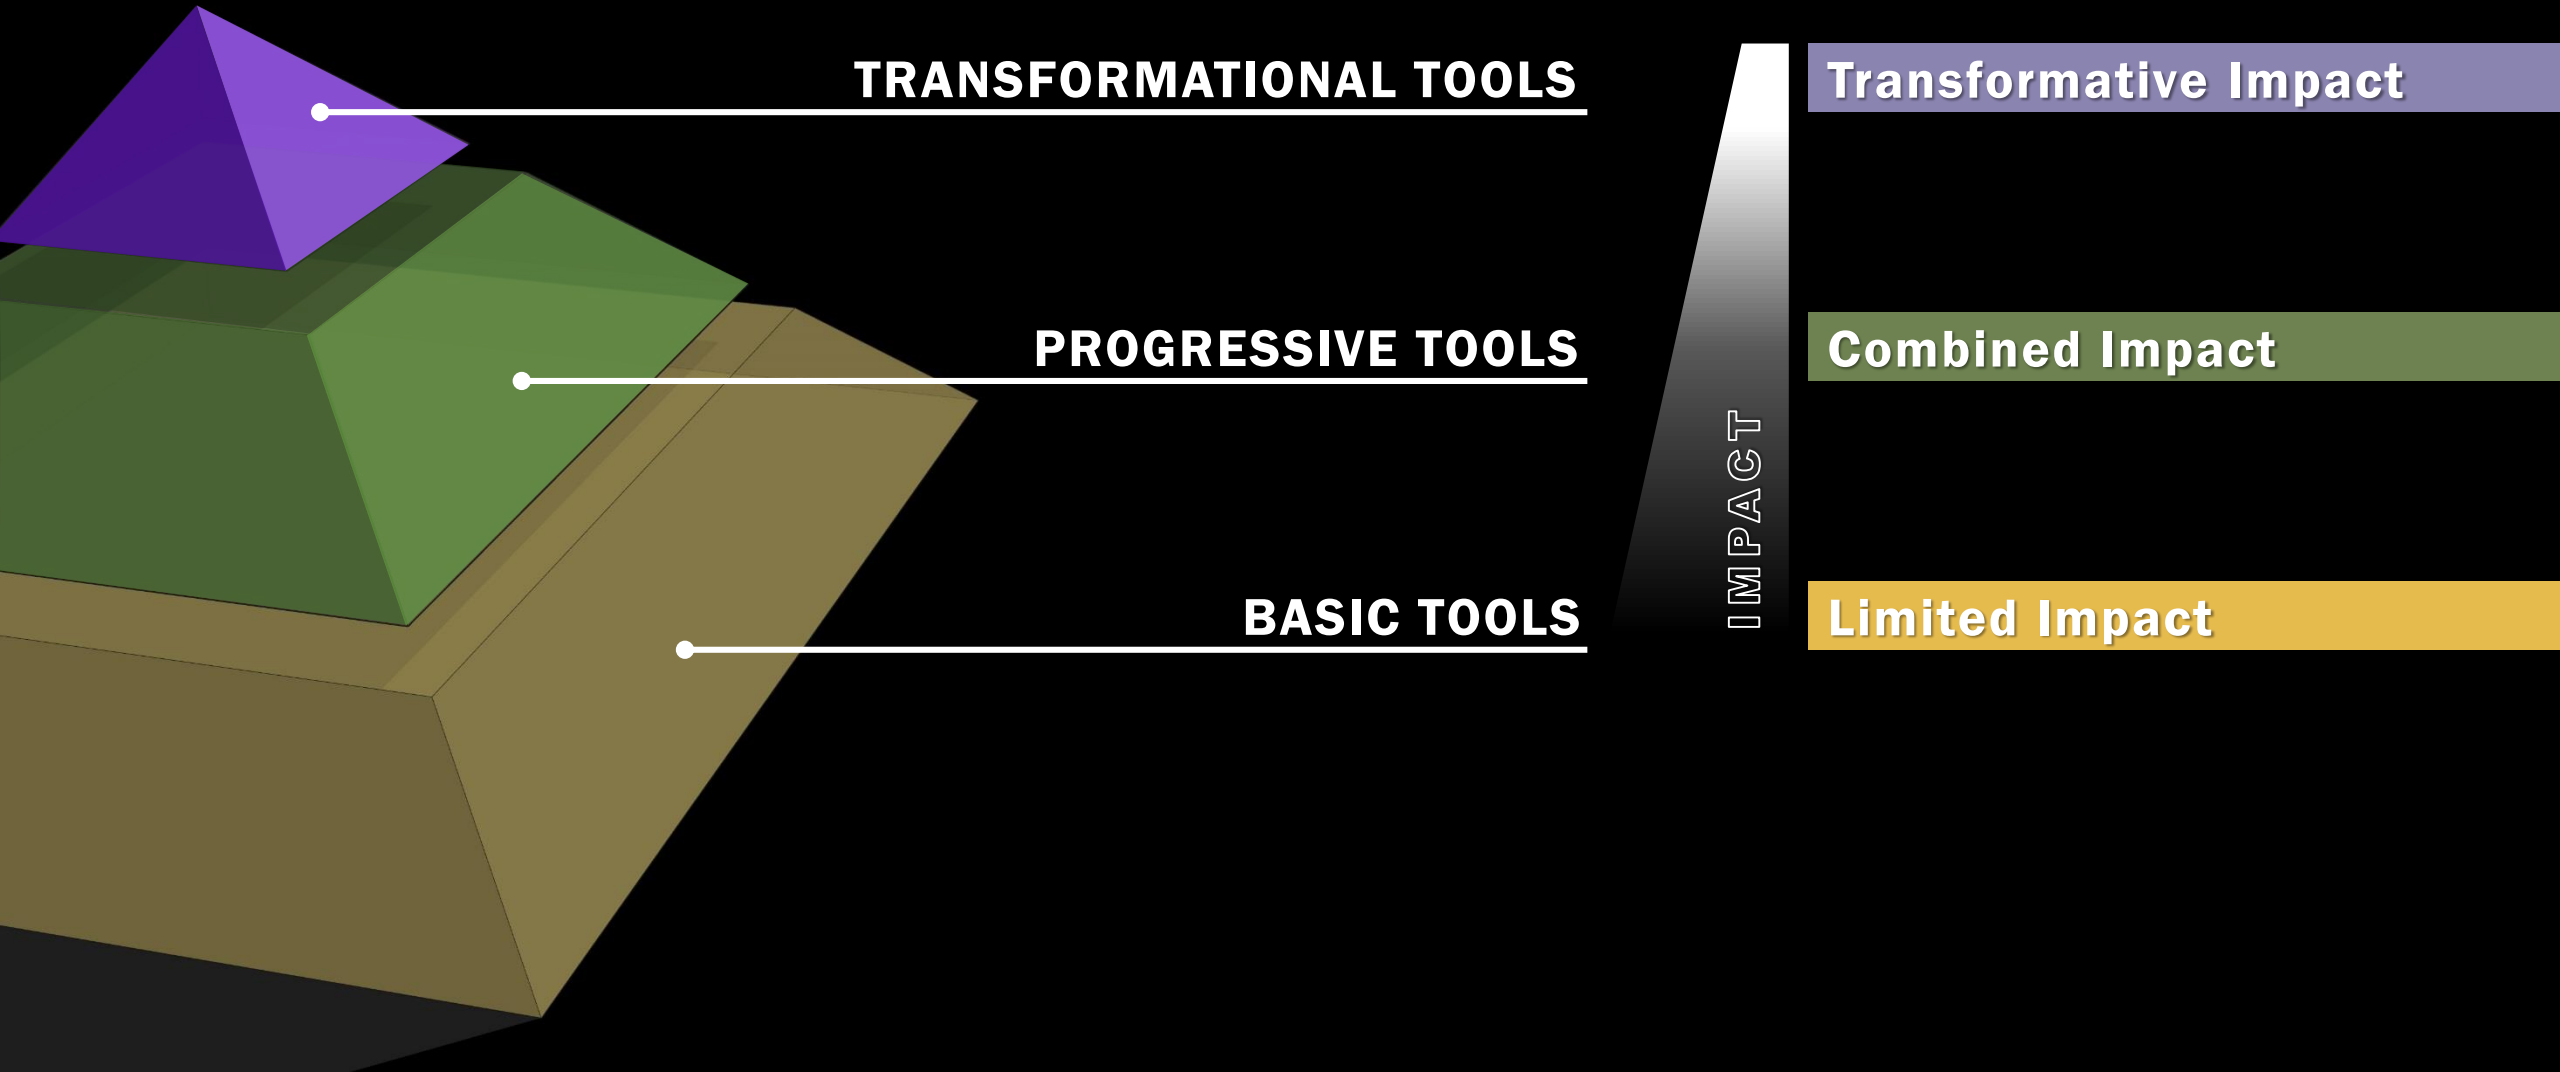 TRANSFORMATIONAL TOOLS
Transformative Impact
PROGRESSIVE TOOLS
Combined Impact
IMPACT
BASIC TOOLS
Limited Impact